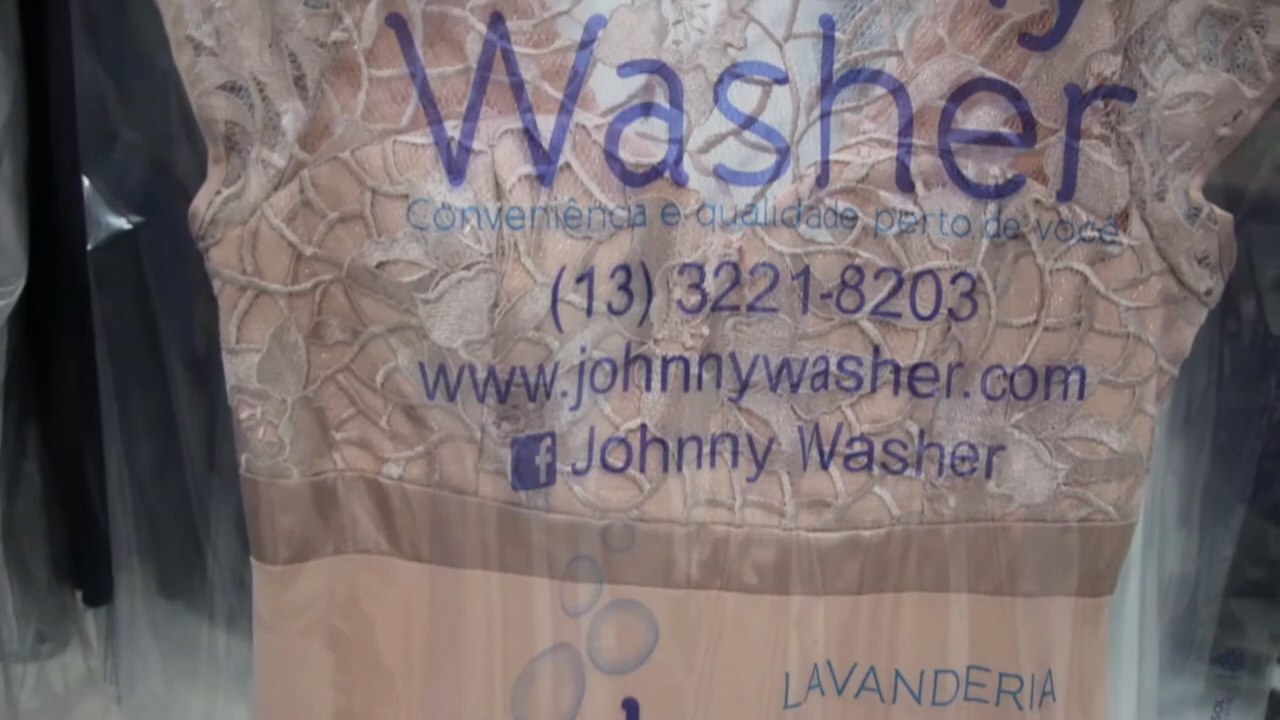 Washer
Conveniência e qualidade perto de você
(13) 3221-8203
www.johnnywasher.com
Johnny Washer
LAVANDERIA